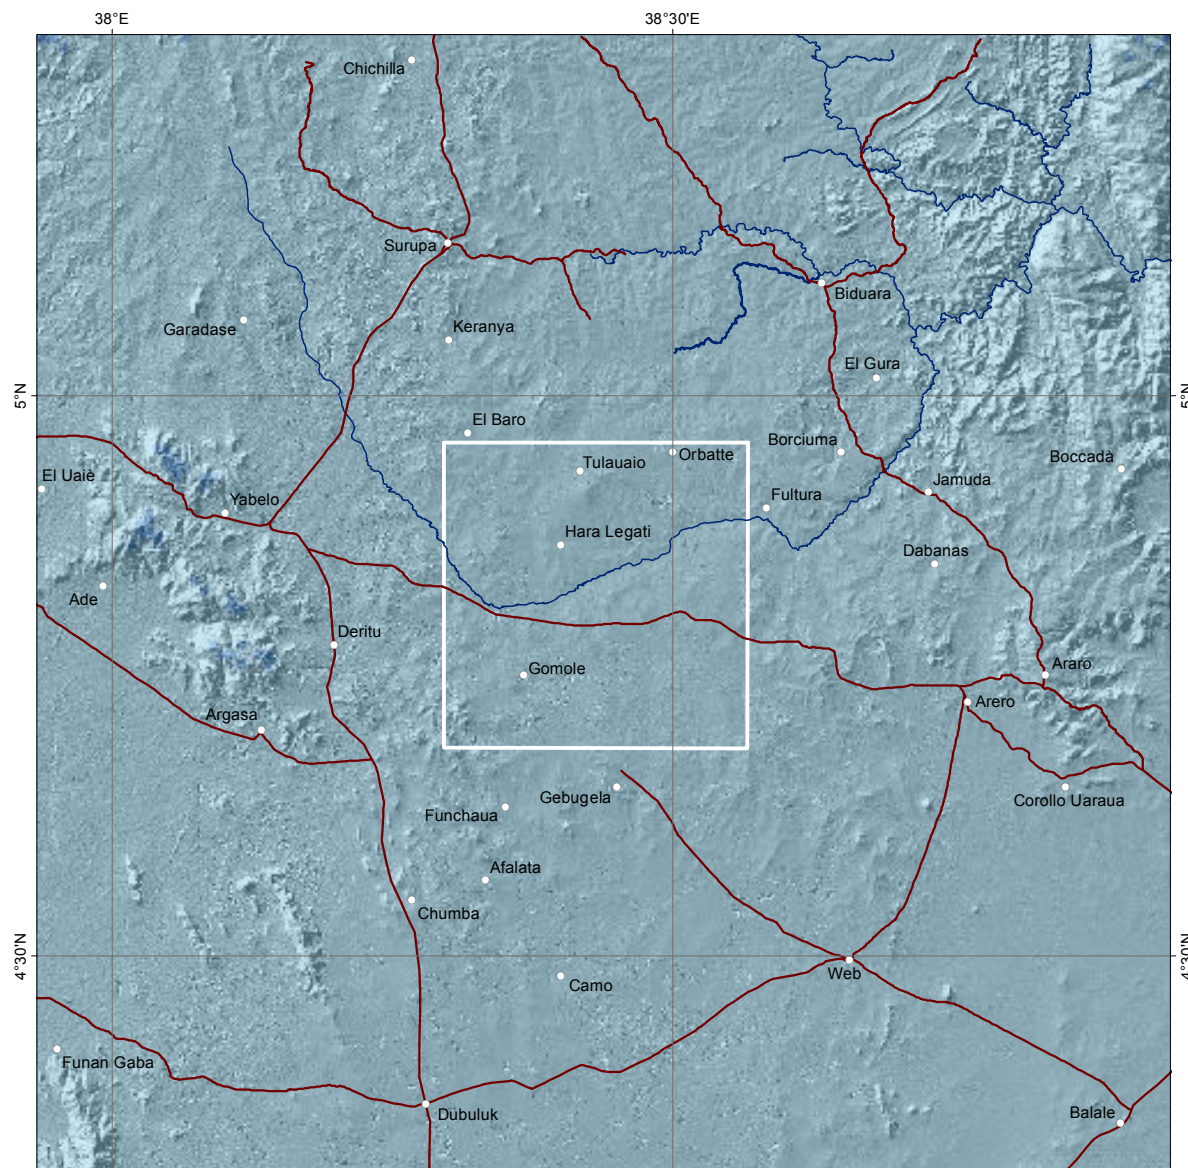 38°E
38°30'E
Chichilla
Surupa
Biduara
Garadase
Keranya
El Gura
5°N
5°N
El Baro
Borciuma
Orbatte
Tulauaio
Boccadà
El Uaiè
Jamuda
Yabelo
Fultura
Hara Legati
Dabanas
Ade
Deritu
Araro
Gomole
Arero
Argasa
Gebugela
Corollo Uaraua
Funchaua
Afalata
Chumba
4°30'N
4°30'N
Web
Camo
Funan Gaba
Dubuluk
Balale